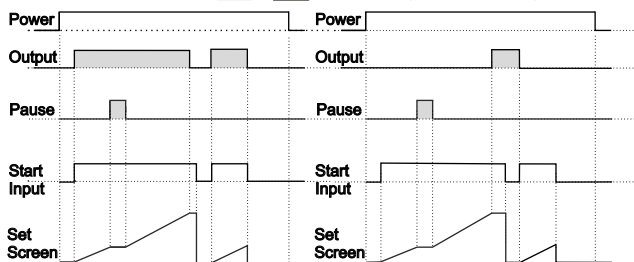 Power
Output
Pause
Start
Input
Set
Screen
Power
Output
Pause
Start
Input
Set
Screen